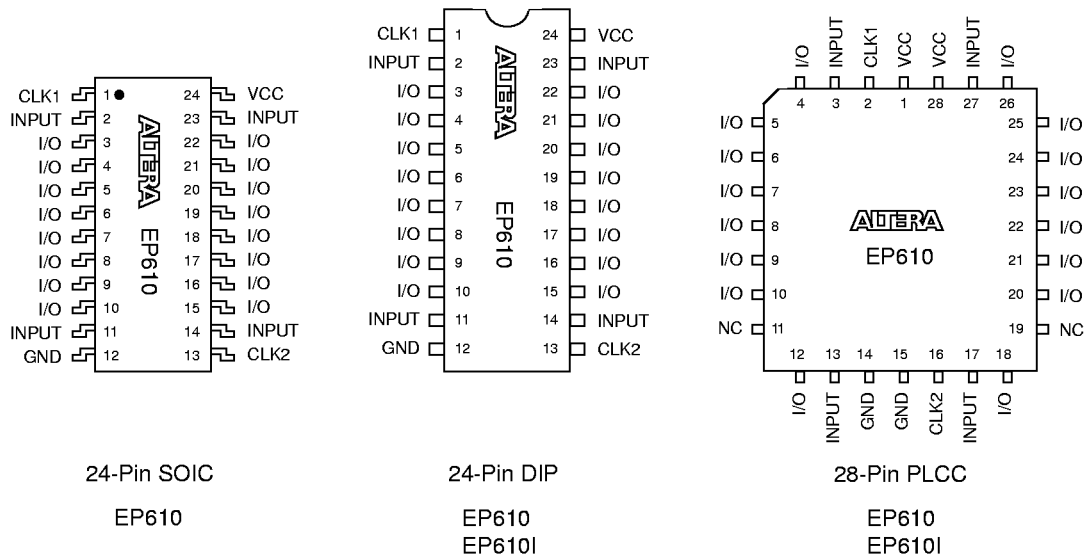 CLK1 1 24 VCC
INPUT 2 23 INPUT
I/O 3 22 I/O
I/O 4 21 I/O
I/O 5 20 I/O
I/O 6 19 I/O
I/O 7 18 I/O
I/O 8 17 I/O
I/O 9 16 I/O
I/O 10 15 I/O
INPUT 11 14 INPUT
GND 12 13 CLK2
ALTERA
EP610
24-Pin SOIC
EP610
CLK1 1 24 VCC
INPUT 2 23 INPUT
I/O 3 22 I/O
I/O 4 21 I/O
I/O 5 20 I/O
I/O 6 19 I/O
I/O 7 18 I/O
I/O 8 17 I/O
I/O 9 16 I/O
I/O 10 15 I/O
INPUT 11 14 INPUT
GND 12 13 CLK2
ALTERA
EP610
24-Pin DIP
EP610
EP610I
I/O INPUT CLK1 VCC VCC INPUT I/O
4 3 2 1 28 27 26
I/O 5 25 I/O
I/O 6 24 I/O
I/O 7 23 I/O
I/O 8 22 I/O
I/O 9 21 I/O
I/O 10 20 I/O
NC 11 19 NC
ALTERA
EP610
12 13 14 15 16 17 18
I/O INPUT GND GND CLK2 INPUT I/O
28-Pin PLCC
EP610
EP610I